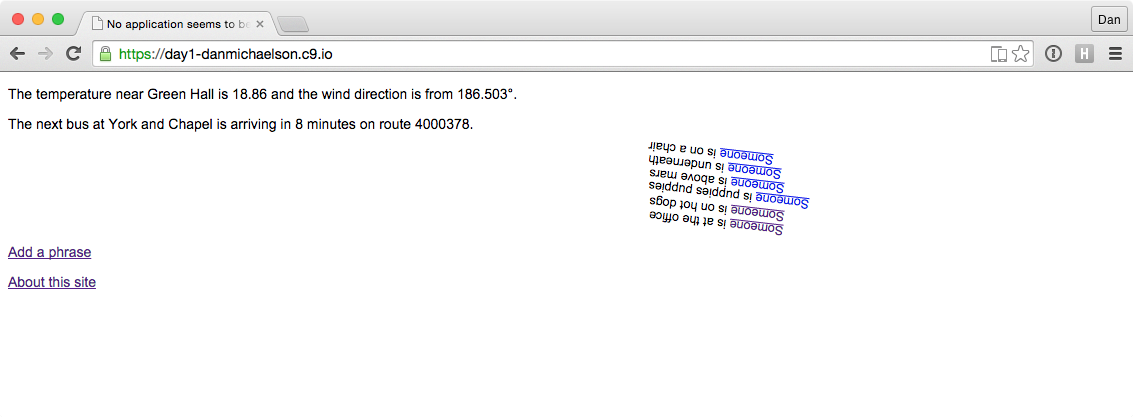 No application seems to be
Dan
https://day1-danmichaelson.c9.io
H
The temperature near Green Hall is 18.86 and the wind direction is from 186.503°.
The next bus at York and Chapel is arriving in 8 minutes on route 4000378.
Someone is at the office
Someone is on hot dogs
Someone is puppies puppies
Someone is above mars
Someone is underneath
Someone is on a chair
Add a phrase
About this site